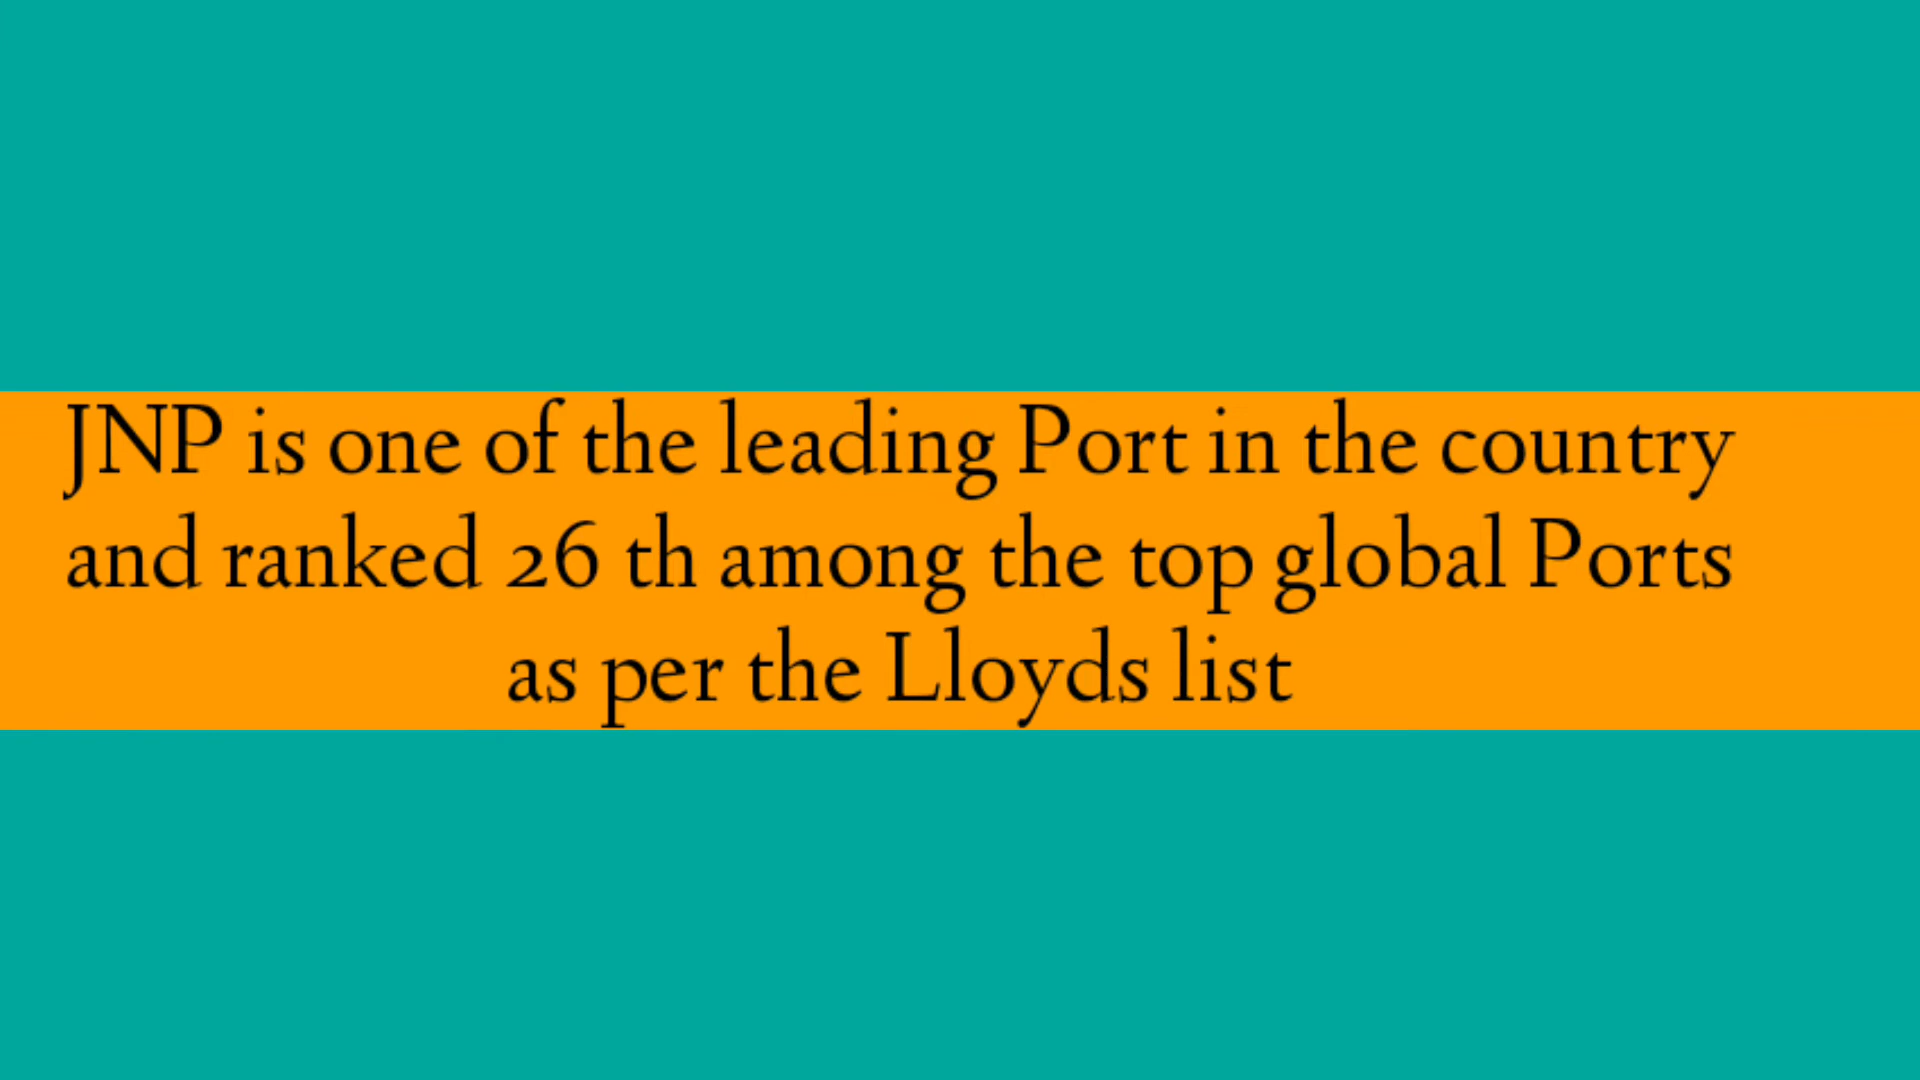 JNP is one of the leading Port in the country
and ranked 26 th among the top global Ports
as per the Lloyds list